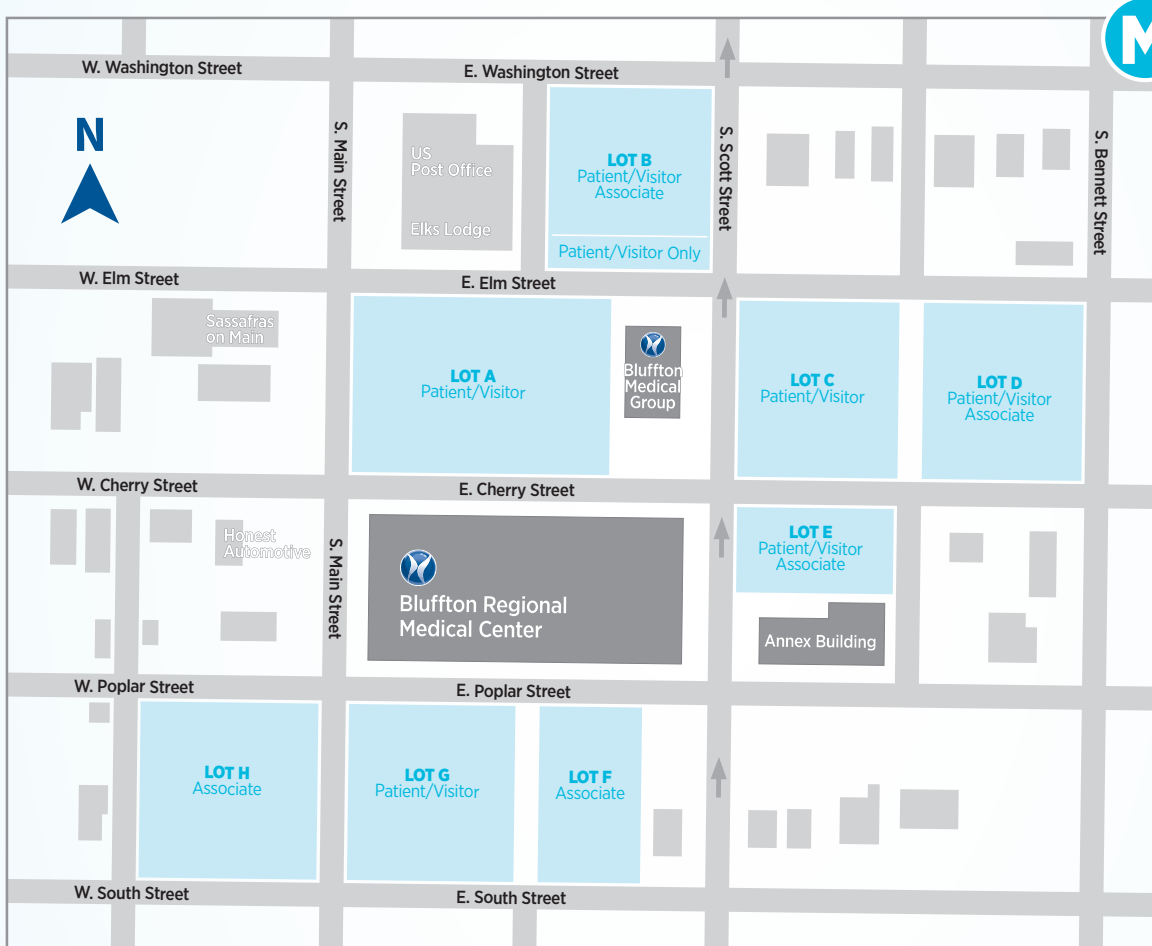 M
W. Washington Street
E. Washington Street
N
S. Main Street
US
Post Office
Elks Lodge
LOT B
Patient/Visitor
Associate
Patient/Visitor Only
S. Scott Street
S. Bennett Street
W. Elm Street
E. Elm Street
Sassafras
on Main
LOT A
Patient/Visitor
Bluffton
Medical
Group
LOT C
Patient/Visitor
LOT D
Patient/Visitor
Associate
W. Cherry Street
E. Cherry Street
Honest
Automotive
S. Main Street
Bluffton Regional
Medical Center
LOT E
Patient/Visitor
Associate
Annex Building
W. Poplar Street
E. Poplar Street
LOT H
Associate
LOT G
Patient/Visitor
LOT F
Associate
W. South Street
E. South Street